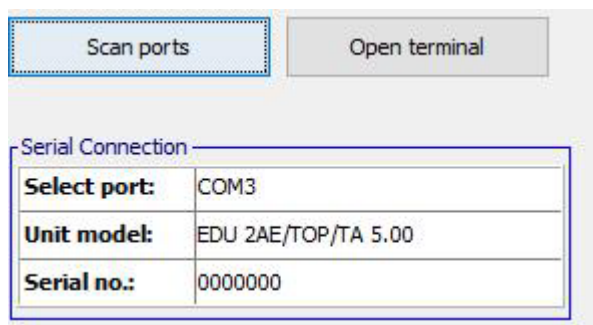 Scan ports Open terminal
Serial Connection
Select port: COM3
Unit model: EDU 2AE/TOP/TA 5.00
Serial no.: 0000000